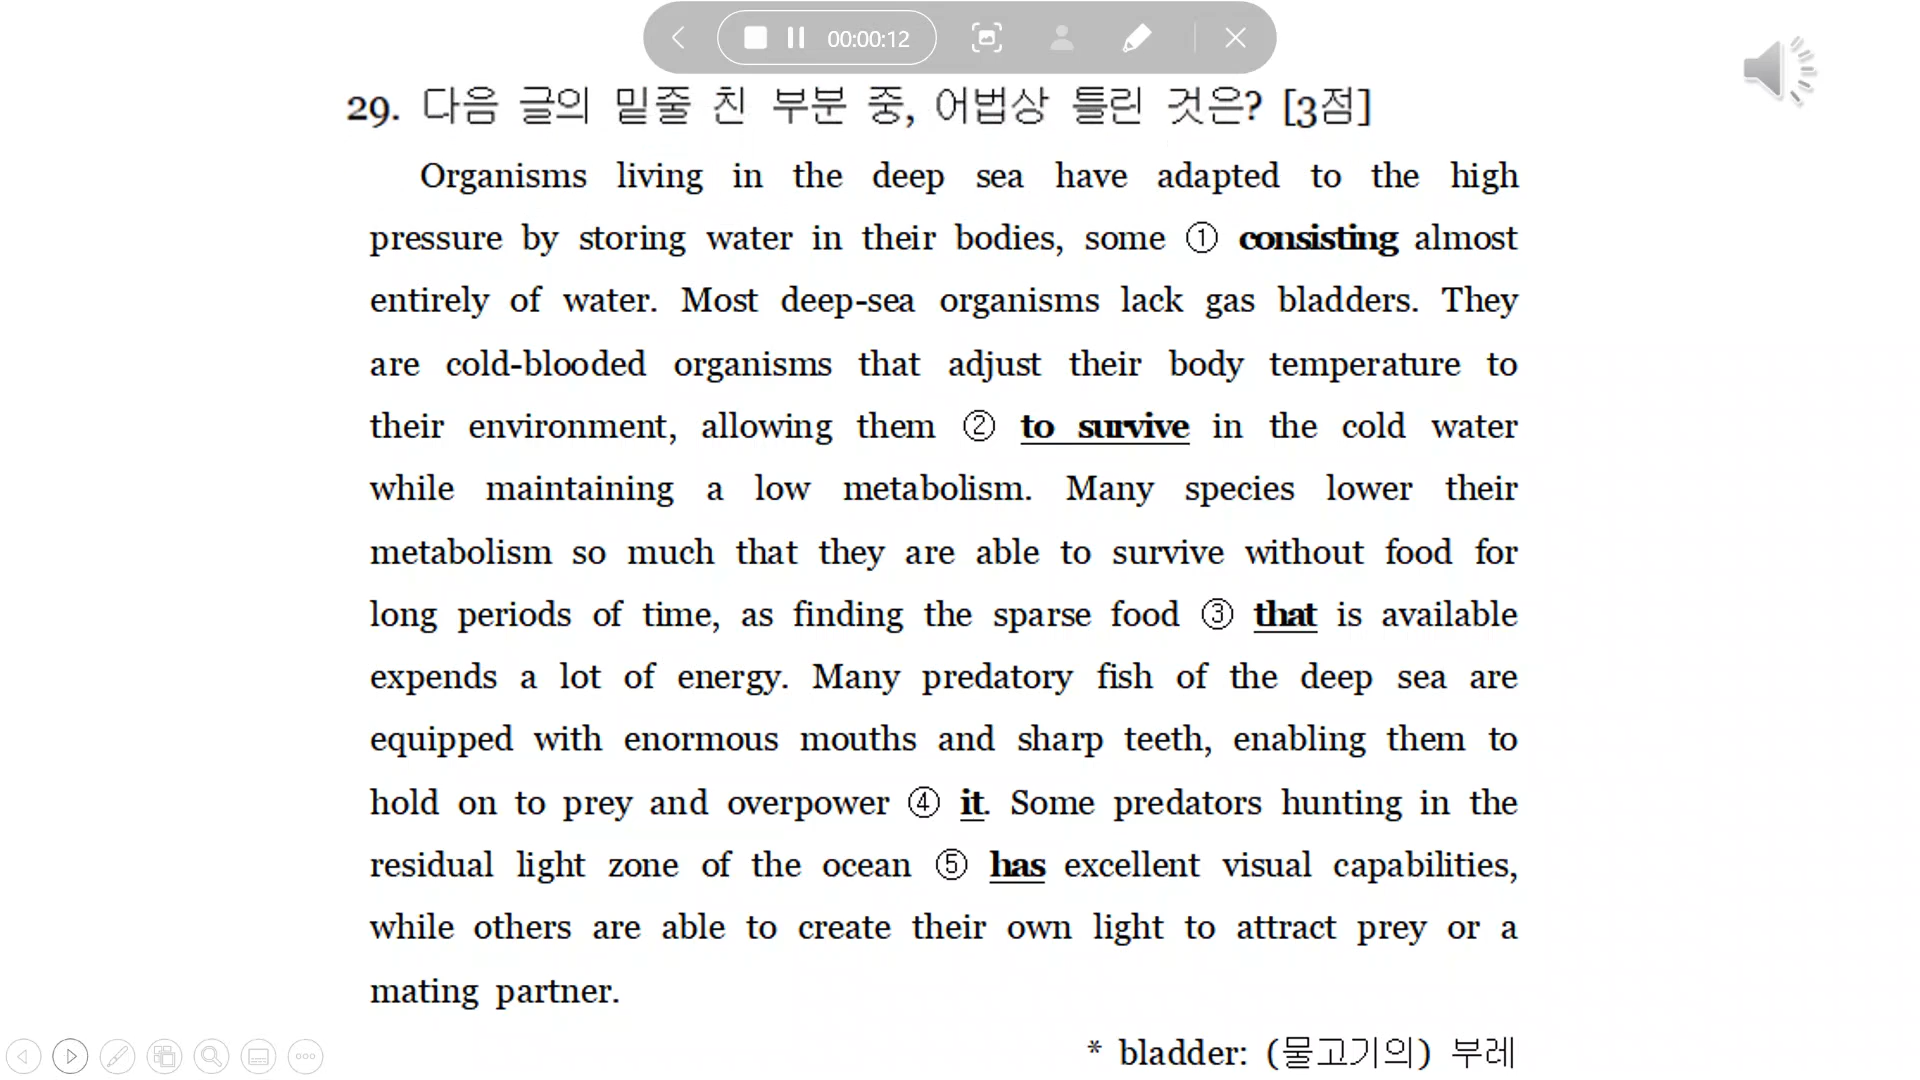 00:00:12
29. 다음 글의 밑줄 친 부분 중, 어법상 틀린 것은? [3점]
Organisms living in the deep sea have adapted to the high
pressure by storing water in their bodies, some ① consisting almost
entirely of water. Most deep-sea organisms lack gas bladders. They
are cold-blooded organisms that adjust their body temperature to
their environment, allowing them ② to survive in the cold water
while maintaining a low metabolism. Many species lower their
metabolism so much that they are able to survive without food for
long periods of time, as finding the sparse food ③ that is available
expends a lot of energy. Many predatory fish of the deep sea are
equipped with enormous mouths and sharp teeth, enabling them to
hold on to prey and overpower ④ it. Some predators hunting in the
residual light zone of the ocean ⑤ has excellent visual capabilities,
while others are able to create their own light to attract prey or a
mating partner.
* bladder: (물고기의) 부레